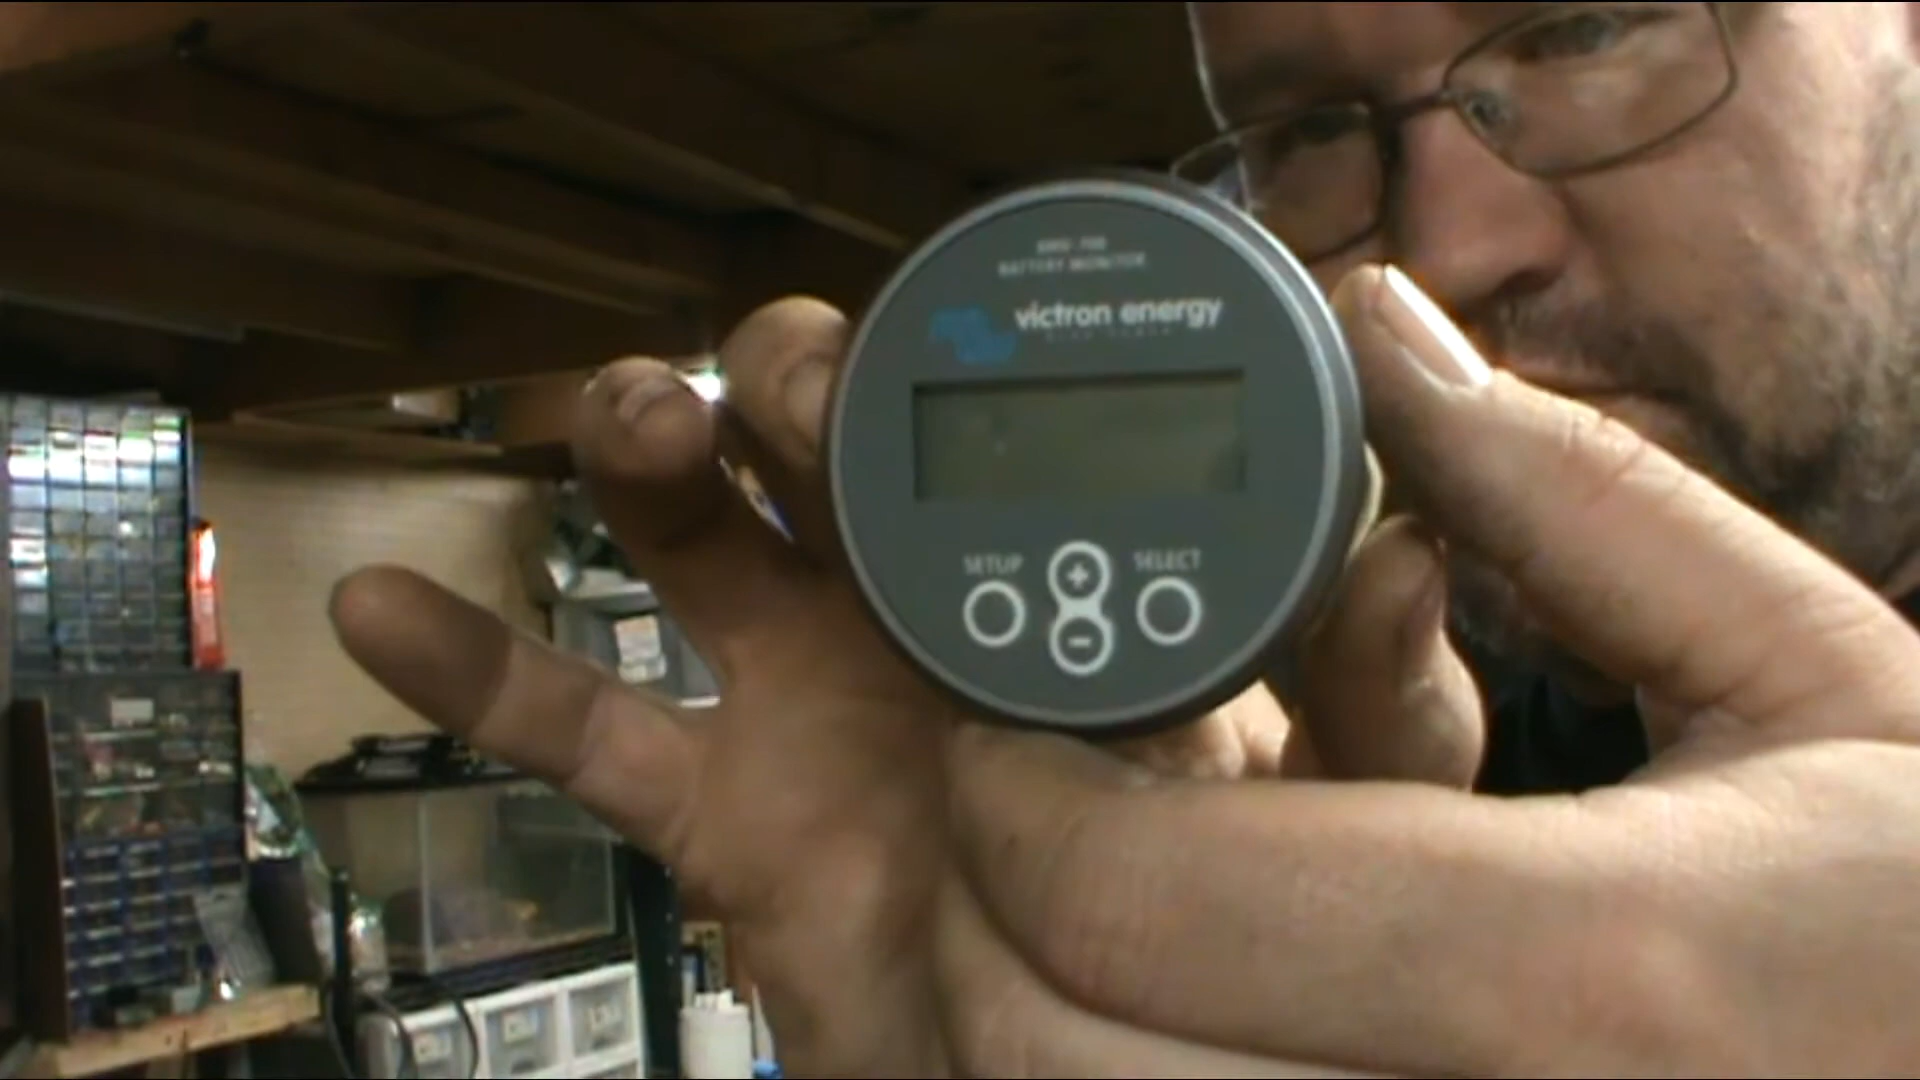 BATTERY MONITOR
victron energy
SETUP
+
SELECT
-